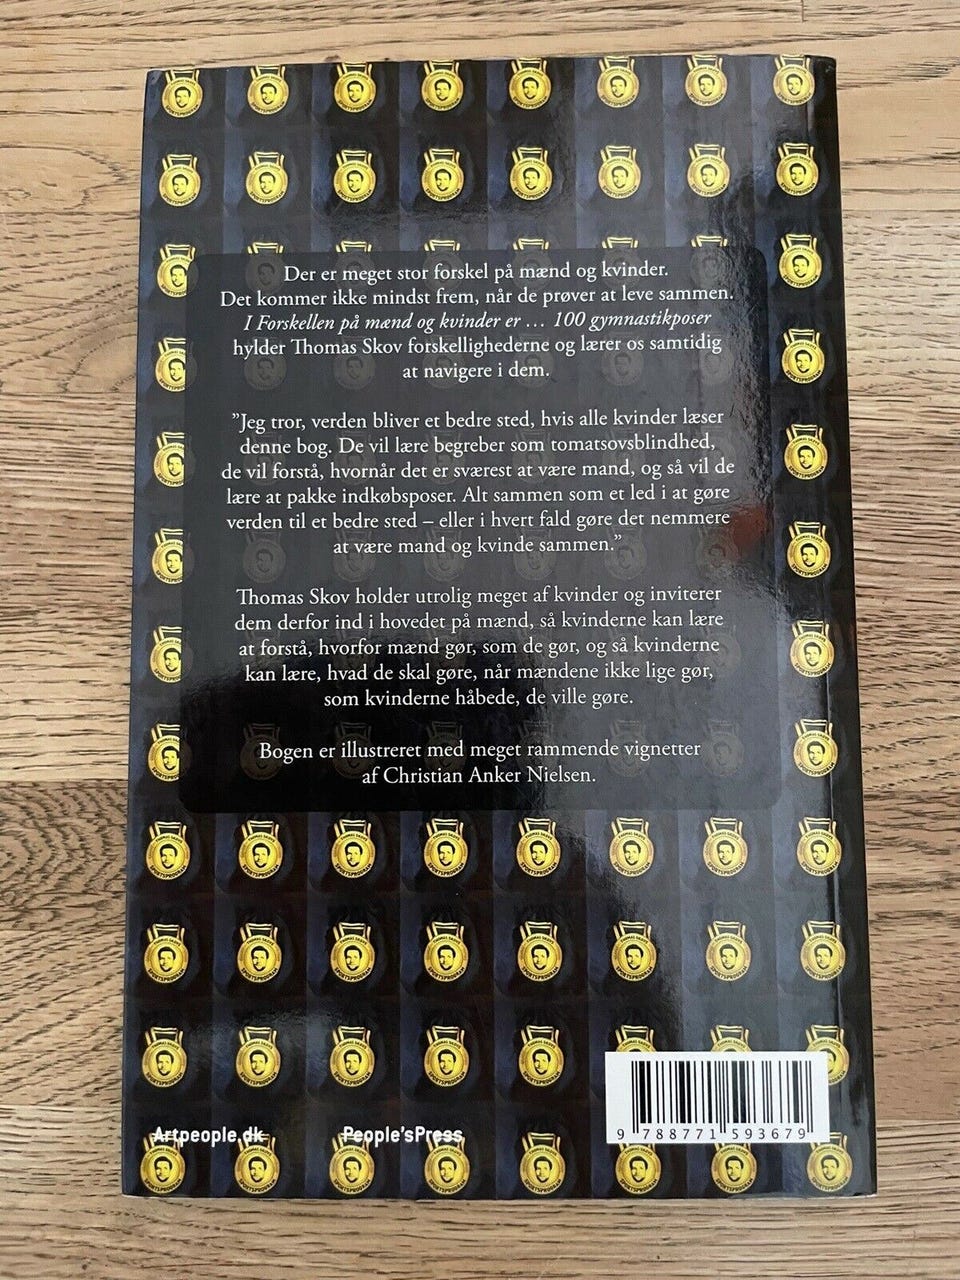 Der er meget stor forskel på mænd og kvinder.
Det kommer ikke mindst frem, når de prøver at leve sammen.
I Forskellen på mænd og kvinder er … 100 gymnastikposer
hylder Thomas Skov forskellighederne og lærer os samtidig
at navigere i dem.
”Jeg tror, verden bliver et bedre sted, hvis alle kvinder læser
denne bog. De vil lære begreber som tomatsovsblindhed,
de vil forstå, hvornår det er sværest at være mand, og så vil de
lære at pakke indkøbsposer. Alt sammen som et led i at gøre
verden til et bedre sted – eller i hvert fald gøre det nemmere
at være mand og kvinde sammen.”
Thomas Skov holder utrolig meget af kvinder og inviterer
dem derfor ind i hovedet på mænd, så kvinderne kan lære
at forstå, hvorfor mænd gør, som de gør, og så kvinderne
kan lære, hvad de skal gøre, når mændene ikke lige gør,
som kvinderne håbede, de ville gøre.
Bogen er illustreret med meget rammende vignetter
af Christian Anker Nielsen.
Artpeople.dk
People'sPress
9 788771 593679